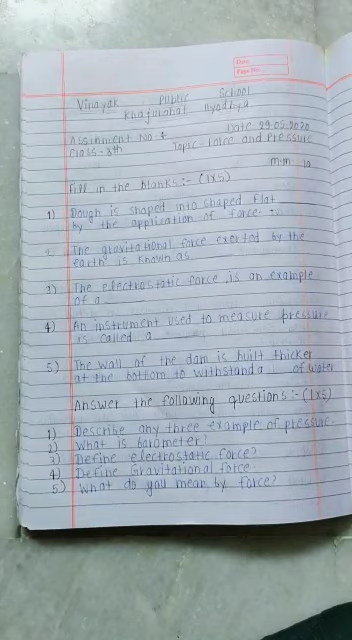 Date:
Page No.:
Vinayak Public School
Khajurahat Ayodhya
Assignment No 1 Date 29.05.2020
Class-8th Topic-Force and Pressure
m.m 10
Fill in the blanks:- (1x5)
1) Dough is shaped into shaped flat
by the application of force.
2. The gravitational force exerted by the
earth is known as
3) The electrostatic force is an example
of a
4) An instrument used to measure pressure
is called a
5) The wall of the dam is built thicker
at the bottom to withstand a of water
Answer the following questions:- (1x5)
1) Describe any three example of pressure.
2) What is barometer?
3) Define electrostatic force?
4) Define Gravitational force.
5) What do you mean by force?